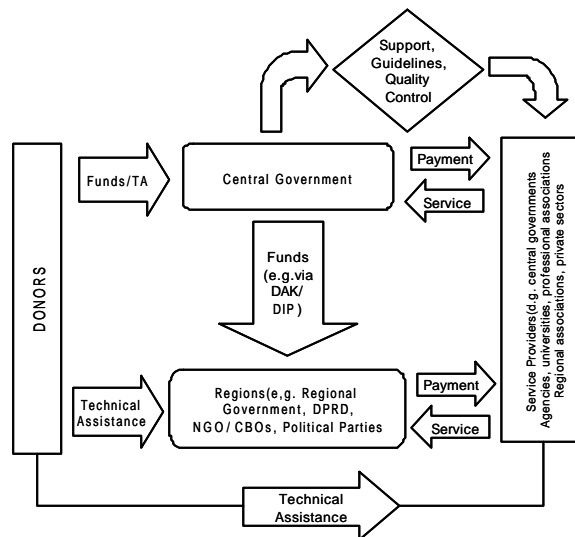 Support,
Guidelines,
Quality
Control
DONORS
Funds/TA
Central Government
Payment
Service
Funds
(e.g.via
DAK/
DIP)
Technical
Assistance
Regions(e,g. Regional
Government, DPRD,
NGO/CBOs, Political Parties
Payment
Service
Service Providers(d.g. central governments
Agencies, universities, professional associations
Regional associations, private sectors
Technical
Assistance